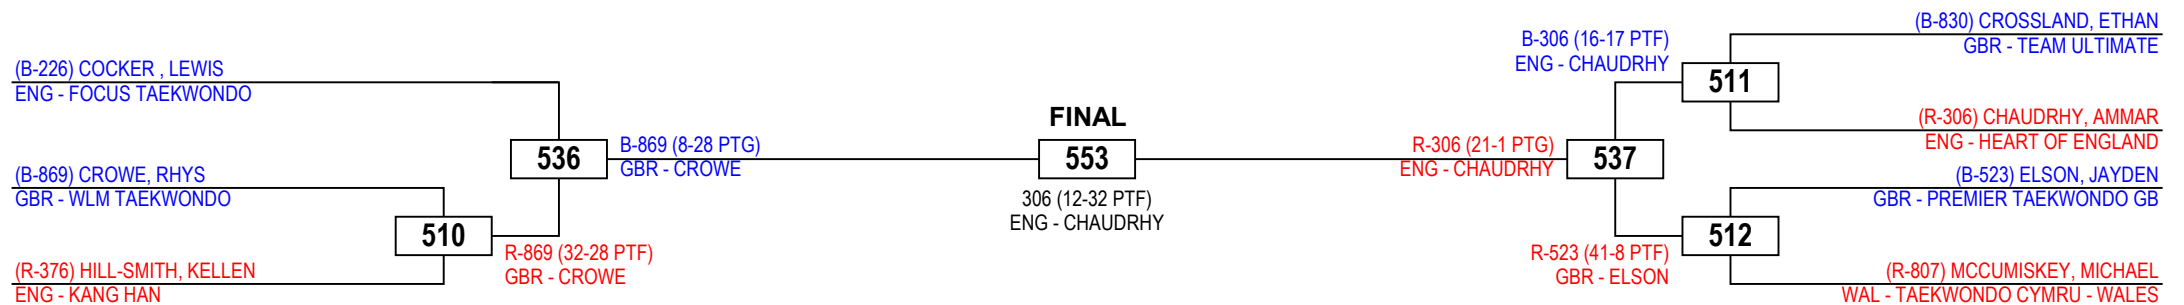 (B-226) COCKER , LEWIS
ENG - FOCUS TAEKWONDO
(B-869) CROWE, RHYS
GBR - WLM TAEKWONDO
(R-376) HILL-SMITH, KELLEN
ENG - KANG HAN
510
R-869 (32-28 PTF)
GBR - CROWE
536
B-869 (8-28 PTG)
GBR - CROWE
FINAL
553
306 (12-32 PTF)
ENG - CHAUDRHY
R-306 (21-1 PTG)
ENG - CHAUDRHY
537
B-306 (16-17 PTF)
ENG - CHAUDRHY
511
R-523 (41-8 PTF)
GBR - ELSON
512
(B-830) CROSSLAND, ETHAN
GBR - TEAM ULTIMATE
(R-306) CHAUDRHY, AMMAR
ENG - HEART OF ENGLAND
(B-523) ELSON, JAYDEN
GBR - PREMIER TAEKWONDO GB
(R-807) MCCUMISKEY, MICHAEL
WAL - TAEKWONDO CYMRU - WALES